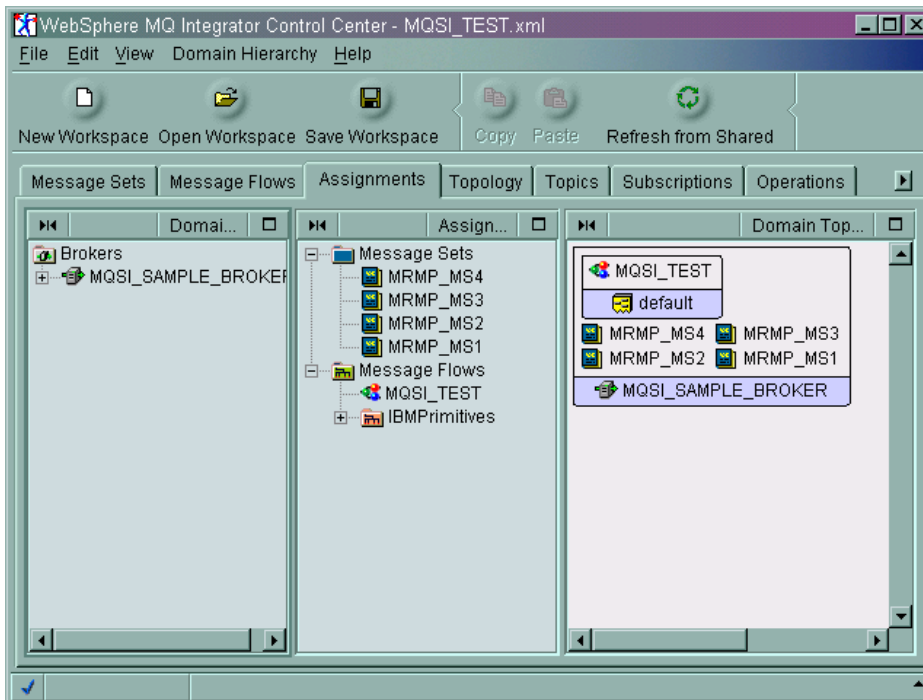 WebSphere MQ Integrator Control Center - MQSI_TEST.xml
File Edit View Domain Hierarchy Help
New Workspace Open Workspace Save Workspace Copy Paste Refresh from Shared
Message Sets Message Flows Assignments Topology Topics Subscriptions Operations
Domai... Assign... Domain Top...
Brokers
MQSI_SAMPLE_BROKER
Message Sets
MRMP_MS4
MRMP_MS3
MRMP_MS2
MRMP_MS1
Message Flows
MQSI_TEST
IBMPrimitives
MQSI_TEST
default
MRMP_MS4 MRMP_MS3
MRMP_MS2 MRMP_MS1
MQSI_SAMPLE_BROKER